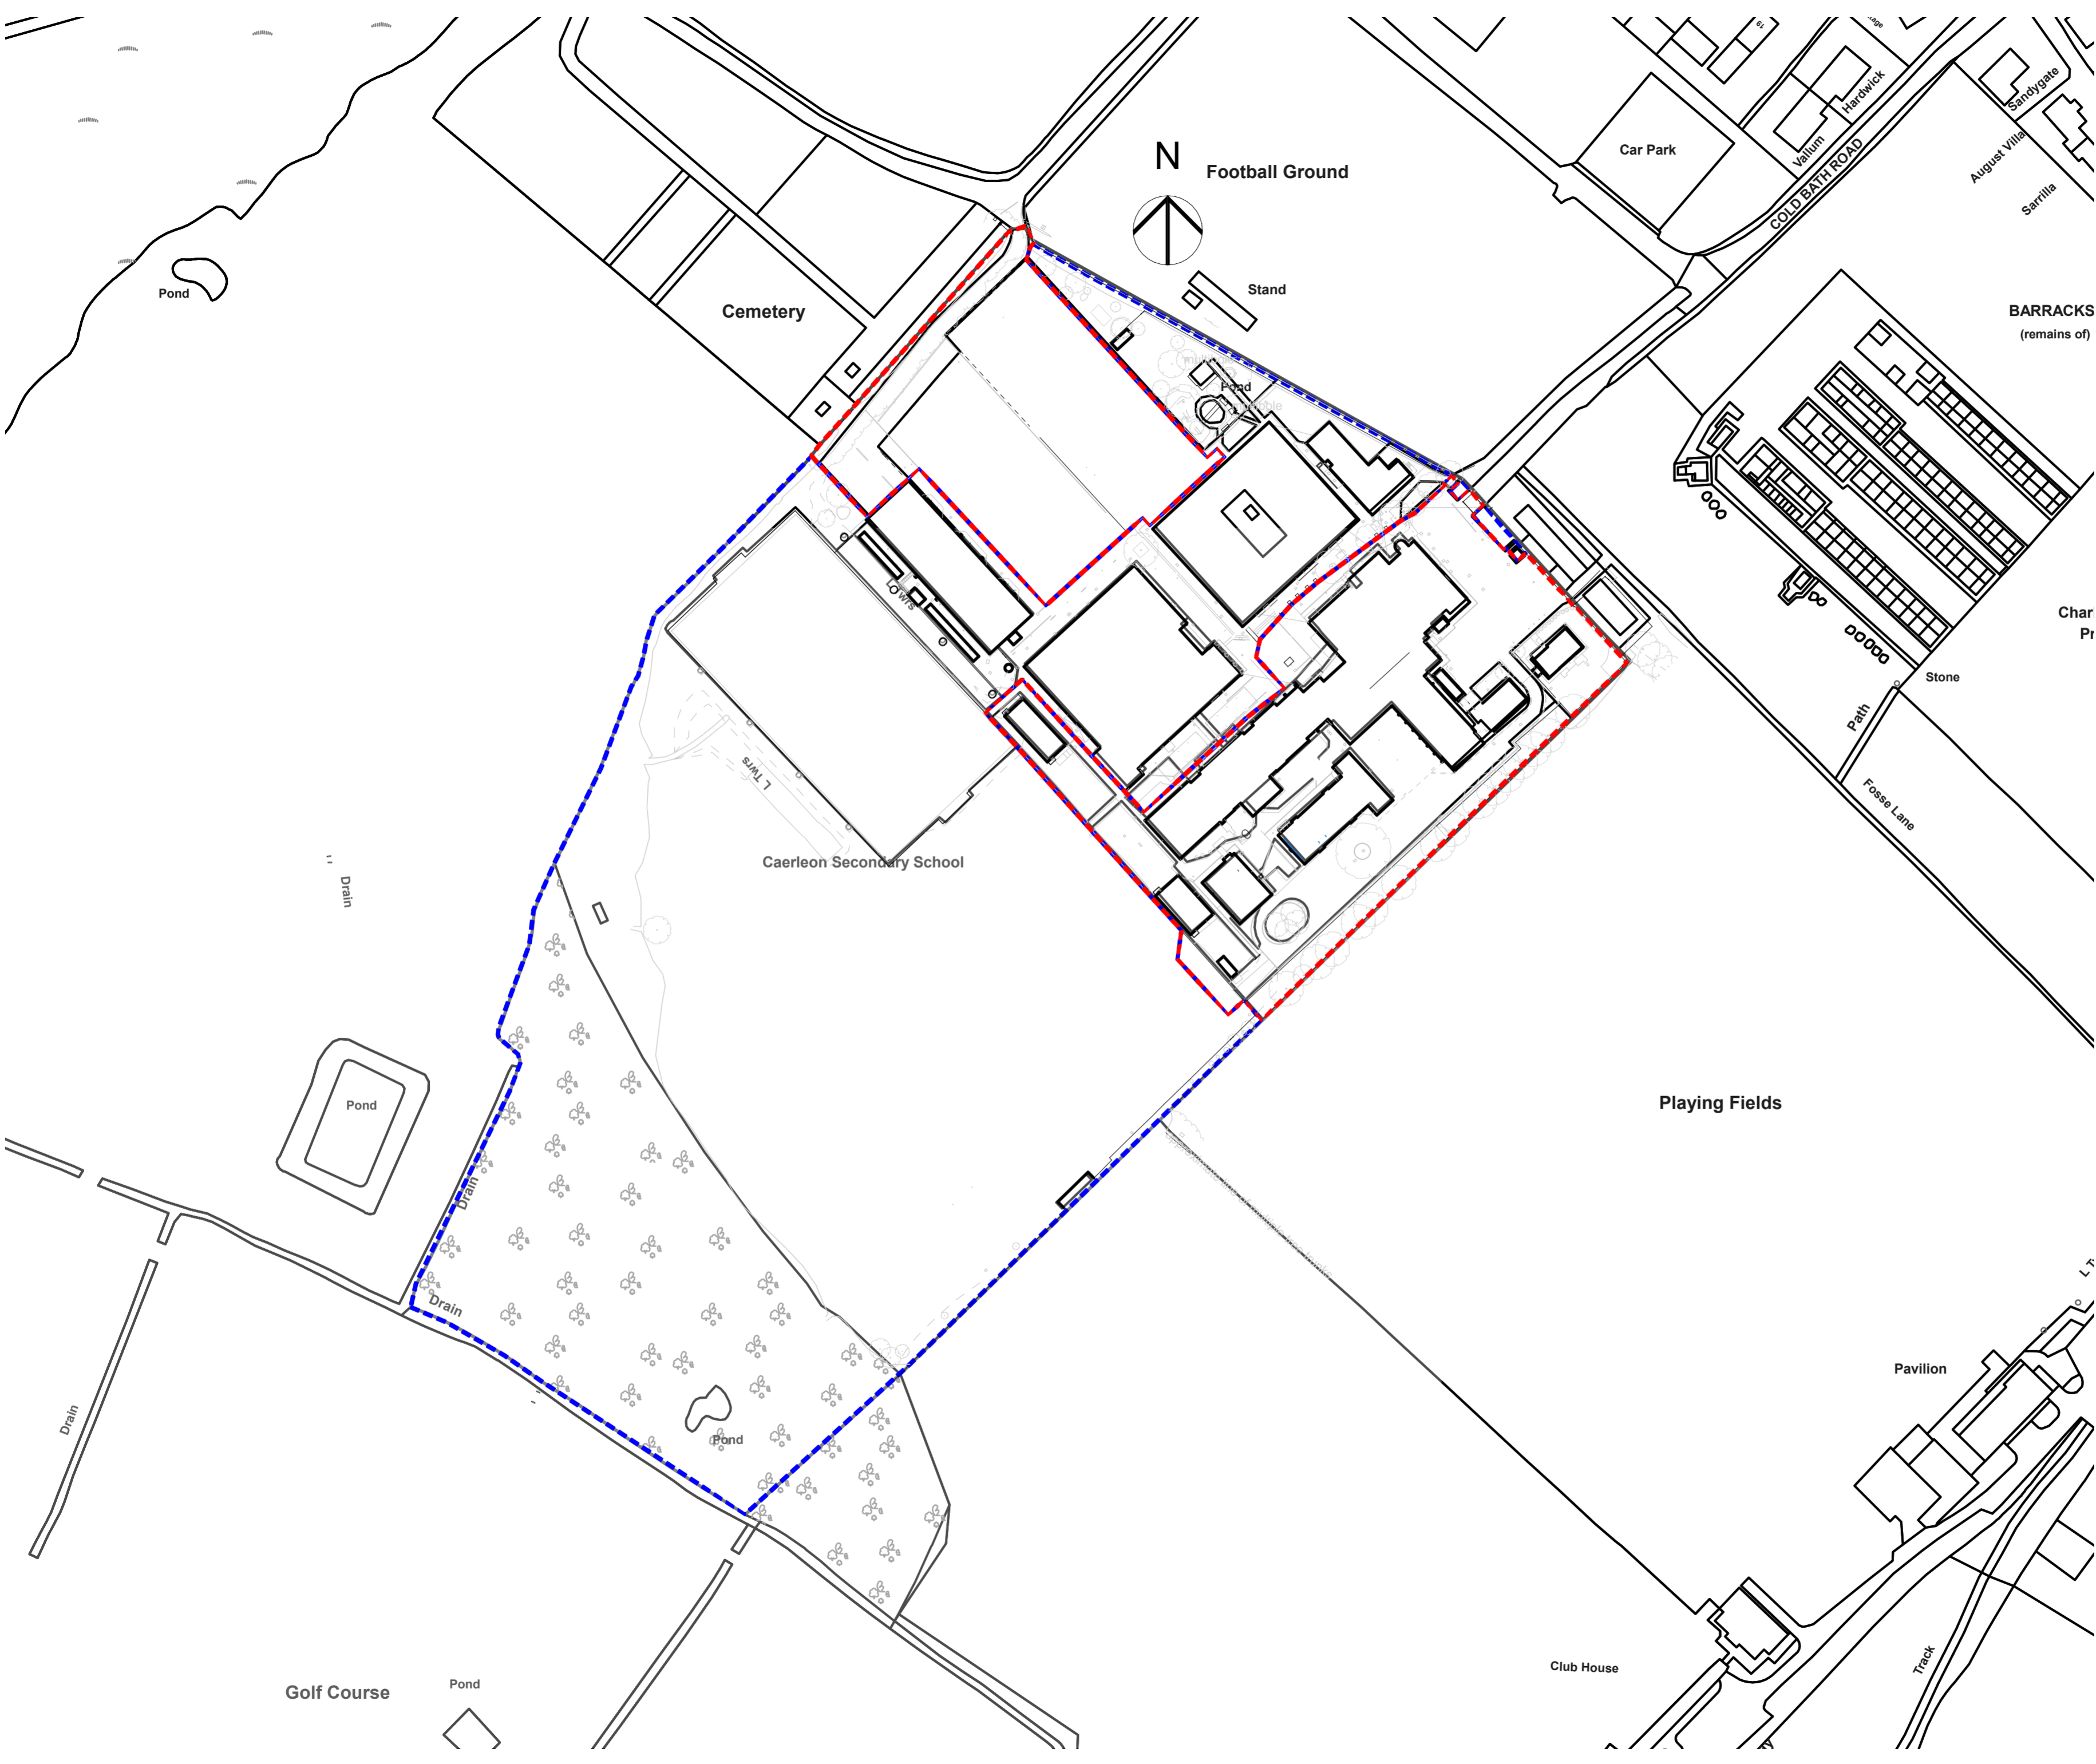 19
Hardwick
Vallum
COLD BATH ROAD
Sandygate
August Villa
Sarrilla
Car Park
N
Football Ground
Stand
Pond
Cemetery
BARRACKS
(remains of)
Pond
Stone
Path
Fosse Lane
L Twrs
Caerleon Secondary School
Drain
Pond
Playing Fields
Drain
Drain
Drain
Pond
Pavilion
Club House
Track
Golf Course
Pond